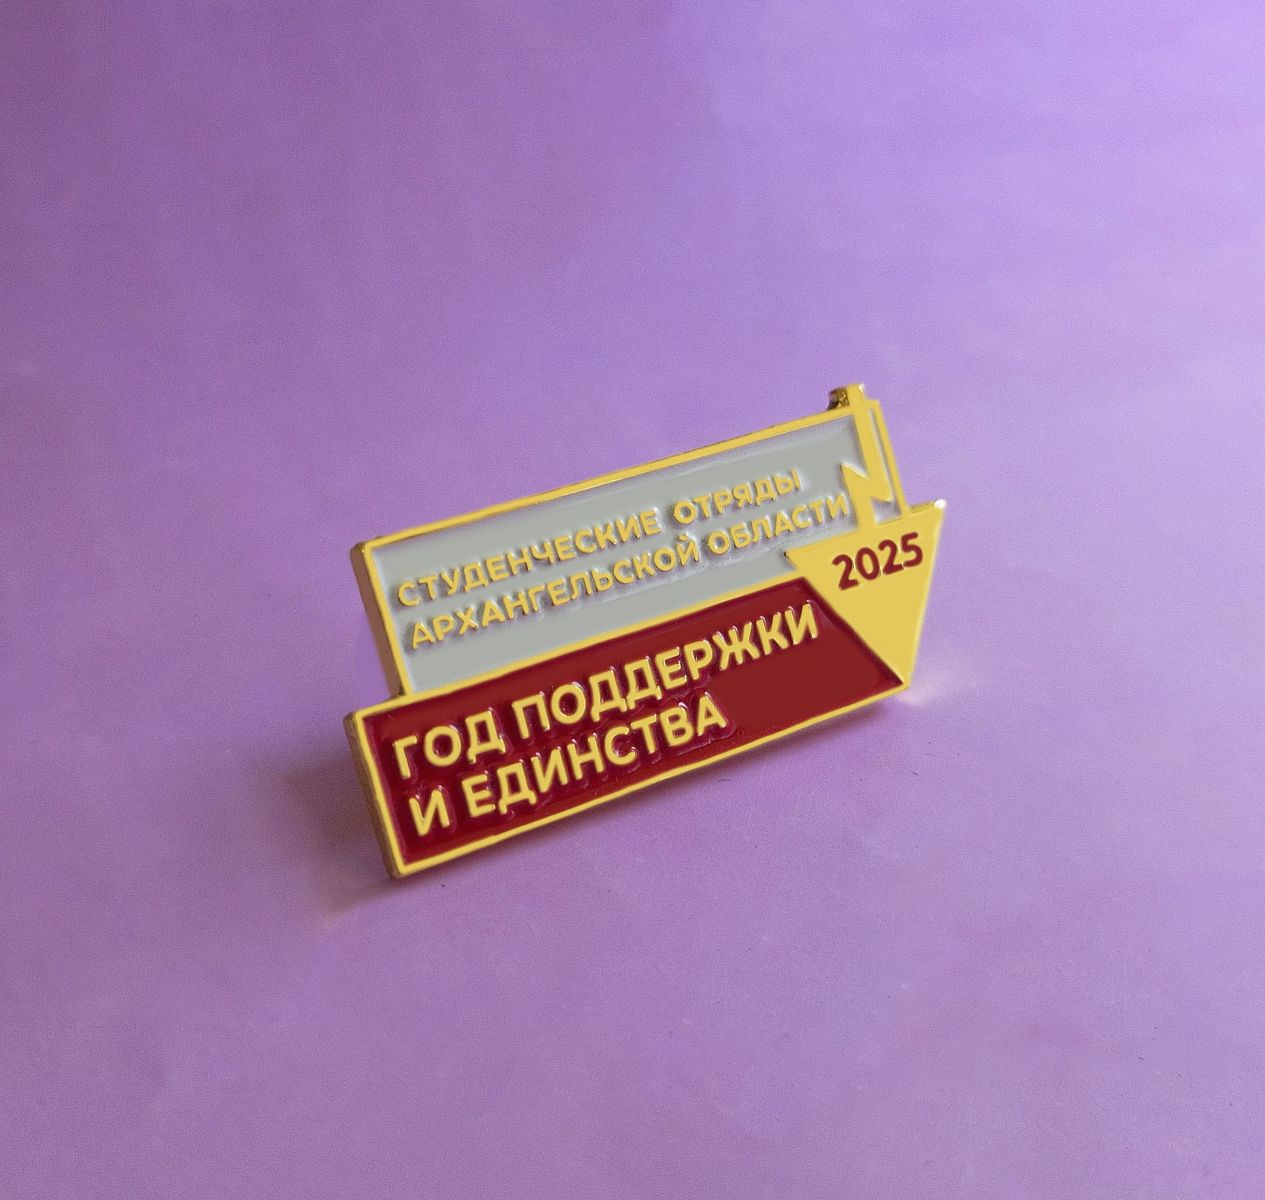 СТУДЕНЧЕСКИЕ ОТРЯДЫ
АРХАНГЕЛЬСКОЙ ОБЛАСТИ
2025
ГОД ПОДДЕРЖКИ
И ЕДИНСТВА